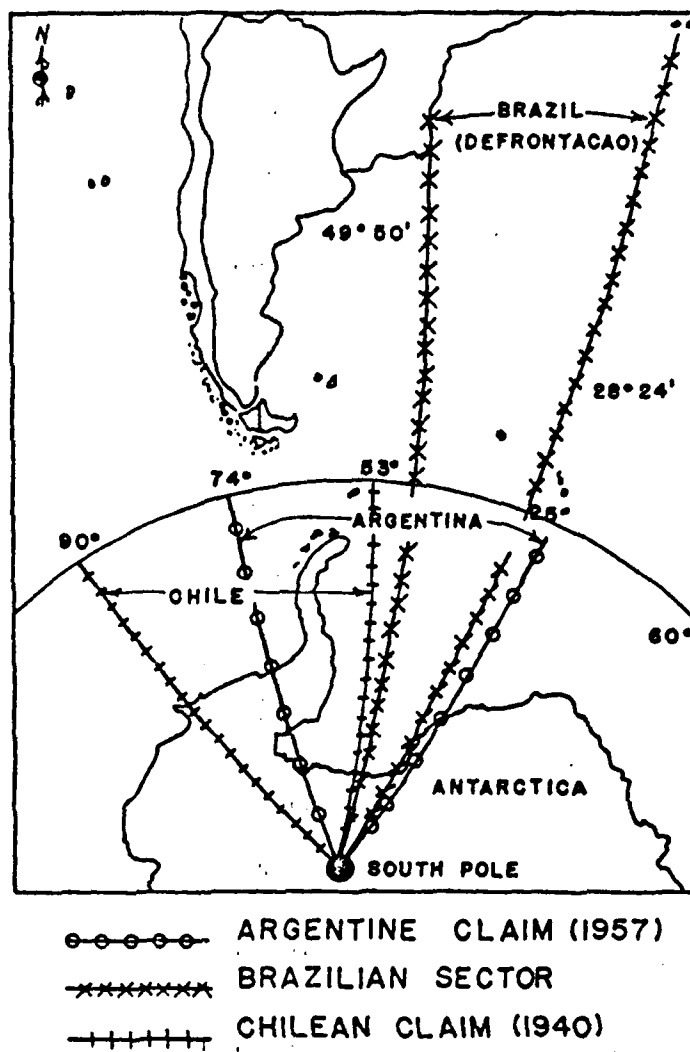 N
BRAZIL
(DEFRONTACAO)
49° 50'
28° 24'
74°
53°
25°
ARGENTINA
90°
CHILE
60°
ANTARCTICA
SOUTH POLE
ARGENTINE CLAIM (1957)
BRAZILIAN SECTOR
CHILEAN CLAIM (1940)